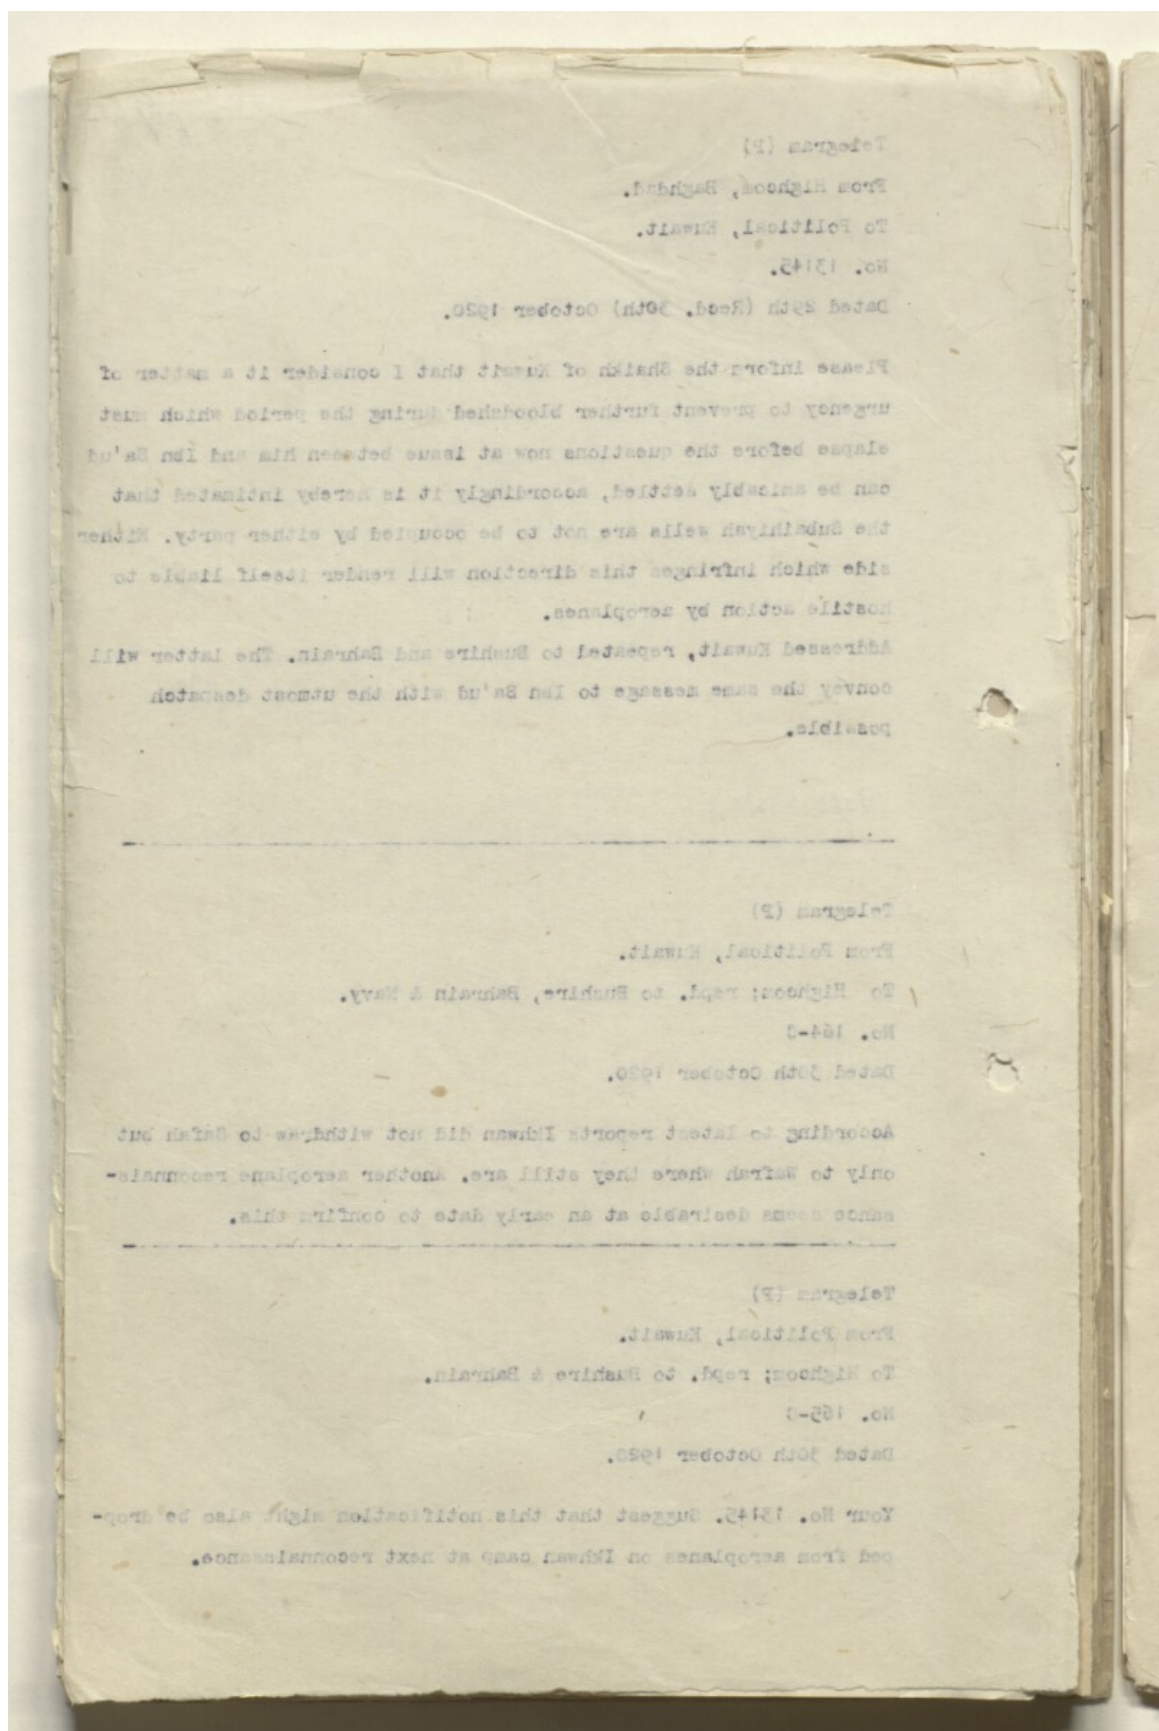 Telegram (P)
From Highcom, Baghdad.
To Political, Kuwait.
No. 13145.
Dated 29th (Recd. 30th) October 1920.
Please inform the Shaikh of Kuwait that I consider it a matter of
urgency to prevent further bloodshed during the period which must
elapse before the questions now at issue between him and Ibn Sa'ud
can be amicably settled, accordingly it is hereby intimated that
the Subaihiyah wells are not to be occupied by either party. Either
side which infringes this direction will render itself liable to
hostile action by aeroplanes.
Addressed Kuwait, repeated to Bushire and Bahrain. The latter will
convey the same message to Ibn Sa'ud with the utmost despatch
possible.
Telegram (P)
From Political, Kuwait.
To Highcom; repd. to Bushire, Bahrain & Navy.
No. 164-C
Dated 30th October 1920.
According to latest reports Ikhwan did not withdraw to Safah but
only to Wafrah where they still are. Another aeroplane reconnais-
sance seems desirable at an early date to confirm this.
Telegram (P)
From Political, Kuwait.
To Highcom; repd. to Bushire & Bahrain.
No. 165-C
Dated 30th October 1920.
Your No. 13145. Suggest that this notification might also be drop-
ped from aeroplanes on Ikhwan camp at next reconnaissance.